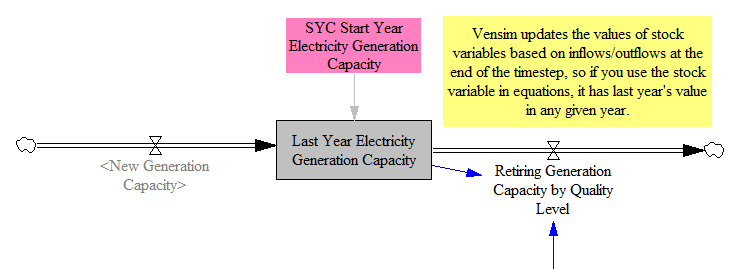 SYC Start Year
Electricity Generation
Capacity
Vensim updates the values of stock
variables based on inflows/outflows at the
end of the timestep, so if you use the stock
variable in equations, it has last year's value
in any given year.
<New Generation
Capacity>
Last Year Electricity
Generation Capacity
Retiring Generation
Capacity by Quality
Level